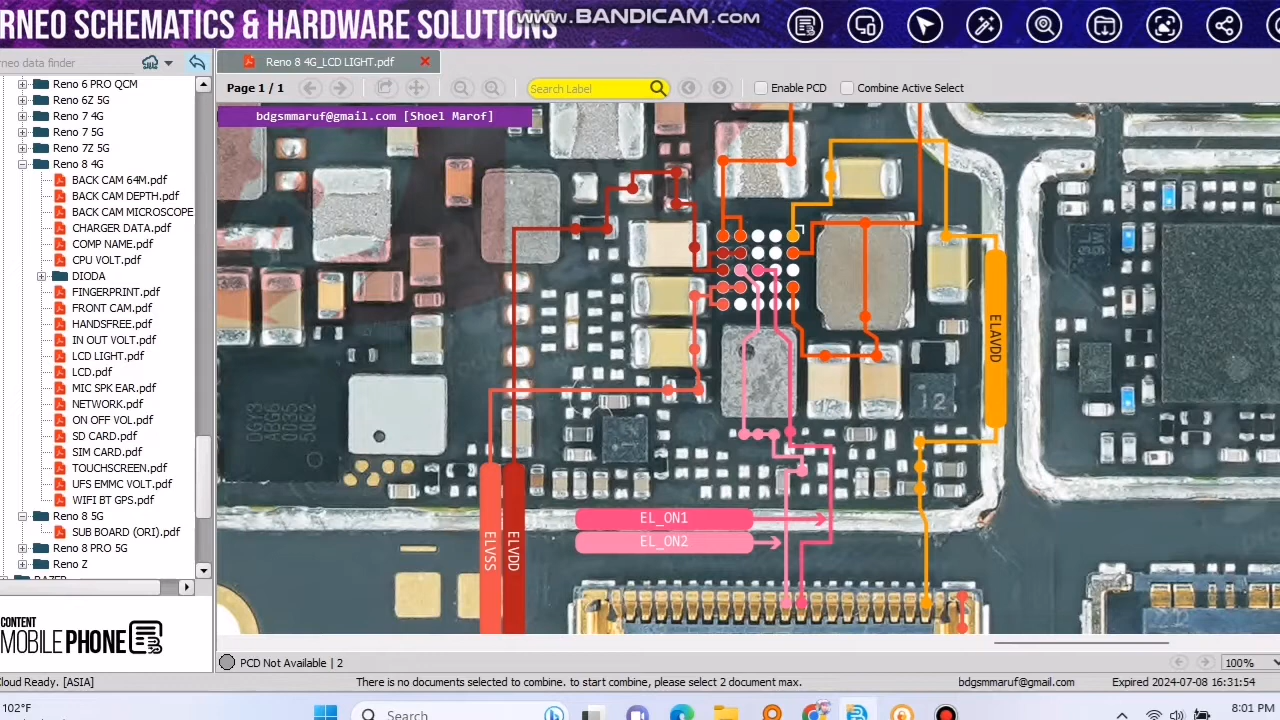 RNEO SCHEMATICS & HARDWARE SOLUTIONS
www.BANDICAM.com
rneo data finder
Reno 8 4G_LCD LIGHT.pdf
Page 1 / 1
Search Label
Enable PCD
Combine Active Select
bdgsmmaruf@gmail.com [Shoel Marof]
Reno 6 PRO QCM
Reno 6Z 5G
Reno 7 4G
Reno 7 5G
Reno 7Z 5G
Reno 8 4G
BACK CAM 64M.pdf
BACK CAM DEPTH.pdf
BACK CAM MICROSCOPE
CHARGER DATA.pdf
COMP NAME.pdf
CPU VOLT.pdf
DIODA
FINGERPRINT.pdf
FRONT CAM.pdf
HANDSFREE.pdf
IN OUT VOLT.pdf
LCD LIGHT.pdf
LCD.pdf
MIC SPK EAR.pdf
NETWORK.pdf
ON OFF VOL.pdf
SD CARD.pdf
SIM CARD.pdf
TOUCHSCREEN.pdf
UFS EMMC VOLT.pdf
WIFI BT GPS.pdf
Reno 8 5G
SUB BOARD (ORI).pdf
Reno 8 PRO 5G
Reno Z
ELAVDD
J2
EL_ON1
EL_ON2
ELVSS
ELVDD
CONTENT
MOBILE PHONE
PCD Not Available | 2
100%
Cloud Ready. [ASIA]
There is no documents selected to combine. to start combine, please select 2 document max.
bdgsmmaruf@gmail.com
Expired 2024-07-08 16:31:54
102°F
Search
8:01 PM